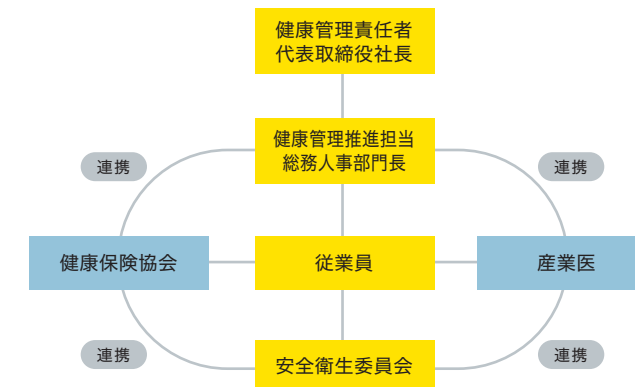 健康管理責任者
代表取締役社長
健康管理推進担当
総務人事部門長
連携
連携
健康保険協会
従業員
産業医
連携
連携
安全衛生委員会